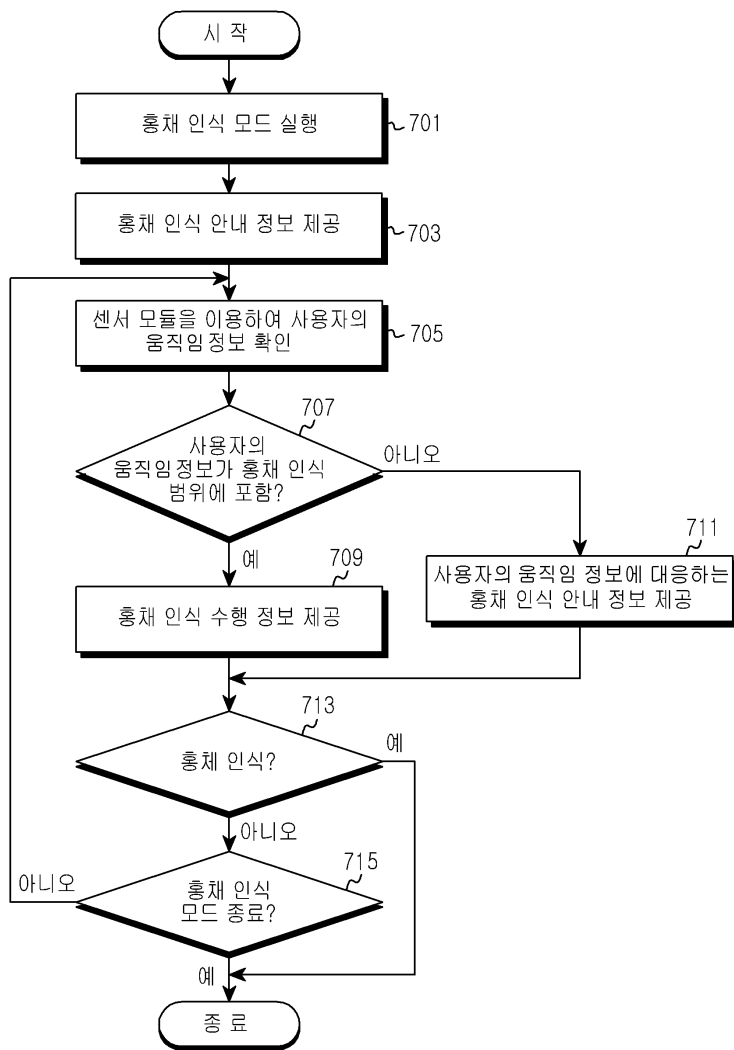 시 작
홍채 인식 모드 실행
701
홍채 인식 안내 정보 제공
703
센서 모듈을 이용하여 사용자의
움직임정보 확인
705
707
사용자의
움직임정보가 홍채 인식
범위에 포함?
아니오
예
709
홍채 인식 수행 정보 제공
711
사용자의 움직임 정보에 대응하는
홍채 인식 안내 정보 제공
713
홍체 인식?
예
아니오
715
홍채 인식
모드 종료?
아니오
예
종 료